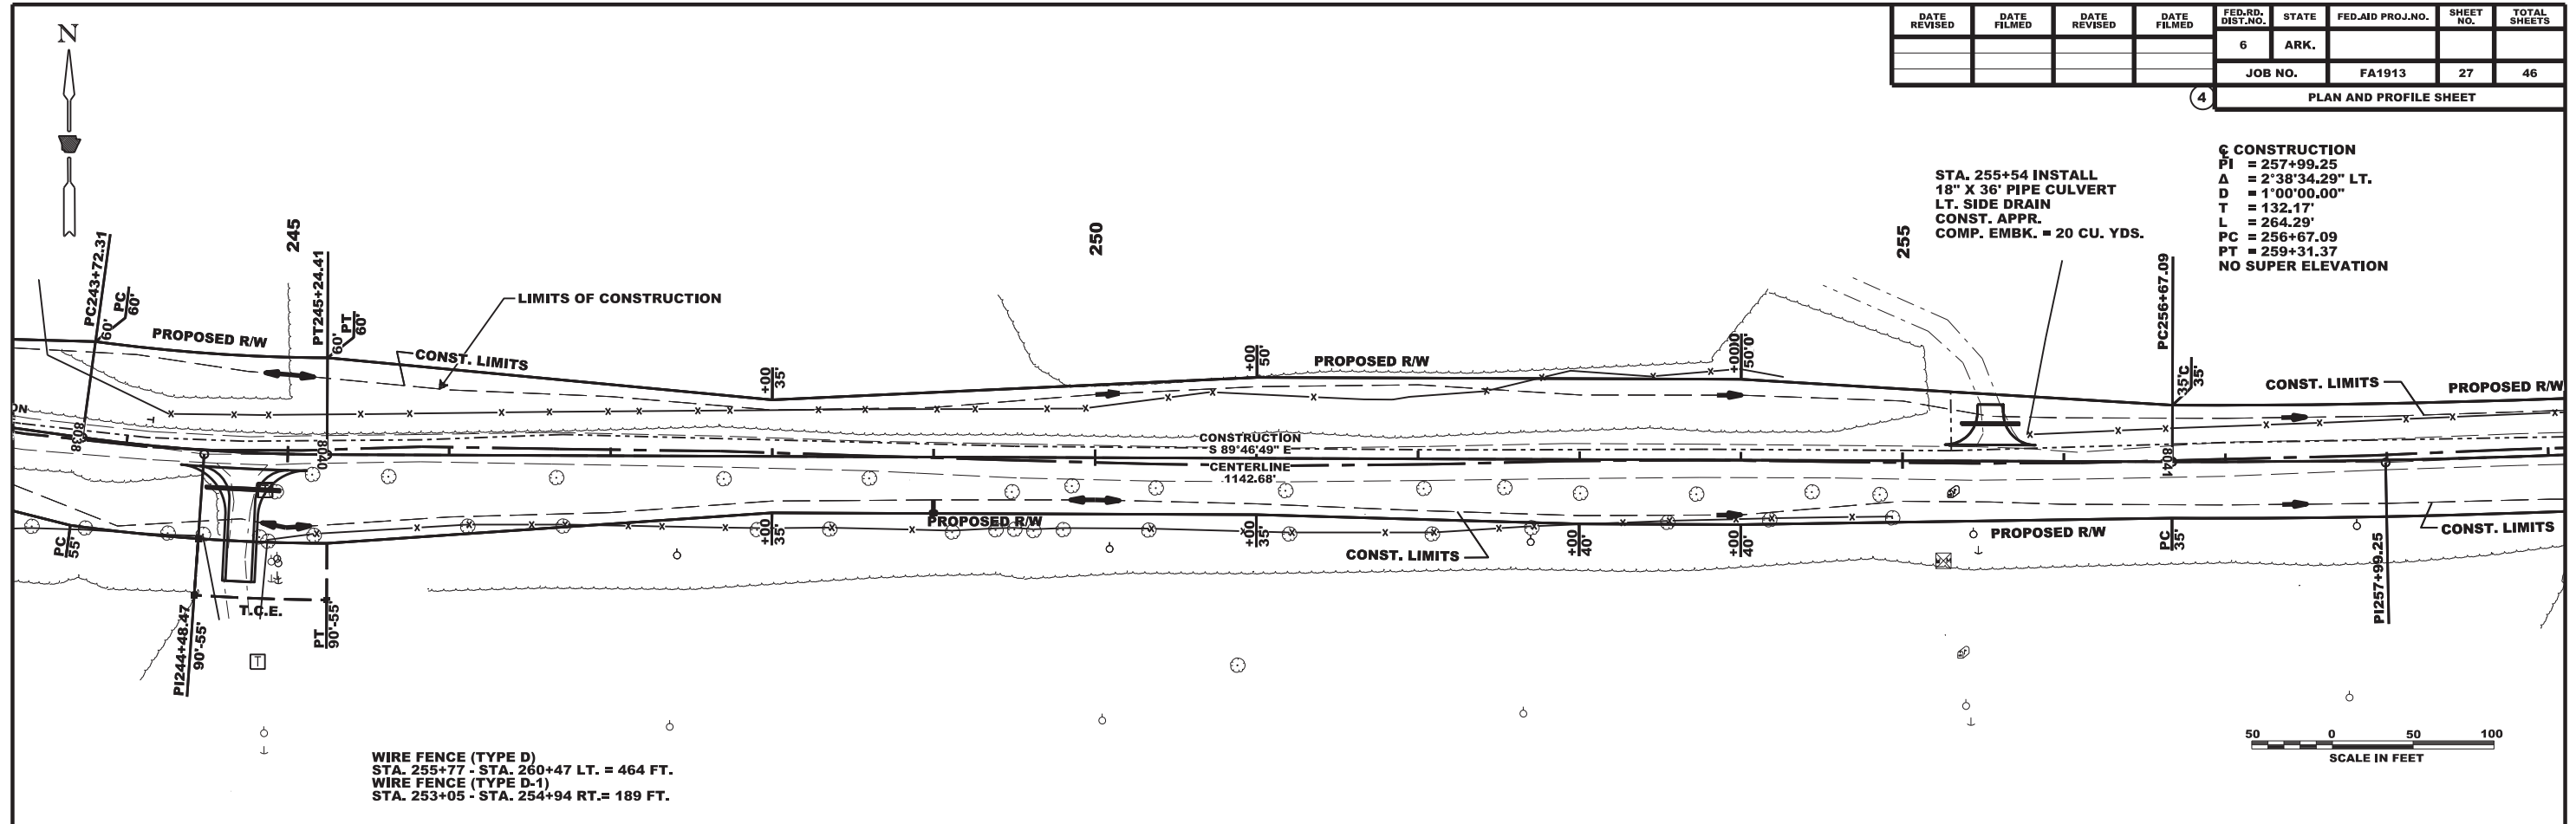 N
DATE REVISED
DATE FILMED
DATE REVISED
DATE FILMED
FED.RD. DIST.NO.
STATE
FED.AID PROJ.NO.
SHEET NO.
TOTAL SHEETS
6
ARK.
JOB NO.
FA1913
27
46
4
PLAN AND PROFILE SHEET
℄ CONSTRUCTION
PI = 257+99.25
Δ = 2°38'34.29" LT.
D = 1°00'00.00"
T = 132.17'
L = 264.29'
PC = 256+67.09
PT = 259+31.37
NO SUPER ELEVATION
STA. 255+54 INSTALL
18" X 36' PIPE CULVERT
LT. SIDE DRAIN
CONST. APPR.
COMP. EMBK. = 20 CU. YDS.
245
250
255
PC243+72.31
PC
60'
60'
PROPOSED R/W
PT245+24.41
PT
60'
60'
LIMITS OF CONSTRUCTION
CONST. LIMITS
+00
35'
+00
50'
PROPOSED R/W
+00.00
50'0'
PC256+67.09
35'C
35'
CONST. LIMITS
PROPOSED R/W
ON
T
8038
8040
CONSTRUCTION
S 89°46'49" E
CENTERLINE
1142.68'
8041
PC
55'
PROPOSED R/W
+00
35'
+00
35'
CONST. LIMITS
+00
40'
+00
40'
PROPOSED R/W
PC
35'
CONST. LIMITS
PI244+48.47
90'-55'
T.C.E.
PT
90'-55'
T
PI257+99.25
WIRE FENCE (TYPE D)
STA. 255+77 - STA. 260+47 LT. = 464 FT.
WIRE FENCE (TYPE D-1)
STA. 253+05 - STA. 254+94 RT.= 189 FT.
50 0 50 100
SCALE IN FEET